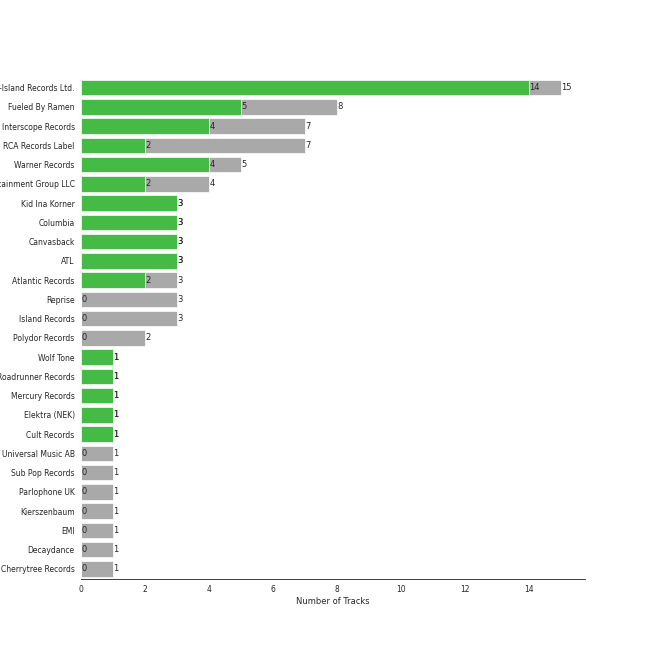 -Island Records Ltd. 14 15
Fueled By Ramen 5 8
Interscope Records 4 7
RCA Records Label 2 7
Warner Records 4 5
tainment Group LLC 2 4
Kid Ina Korner 3
Columbia 3
Canvasback 3
ATL 3
Atlantic Records 2 3
Reprise 0 3
Island Records 0 3
Polydor Records 0 2
Wolf Tone 1
Roadrunner Records 1
Mercury Records 1
Elektra (NEK) 1
Cult Records 1
Universal Music AB 0 1
Sub Pop Records 0 1
Parlophone UK 0 1
Kierszenbaum 0 1
EMI 0 1
Decaydance 0 1
Cherrytree Records 0 1
0 2 4 6 8 10 12 14
Number of Tracks